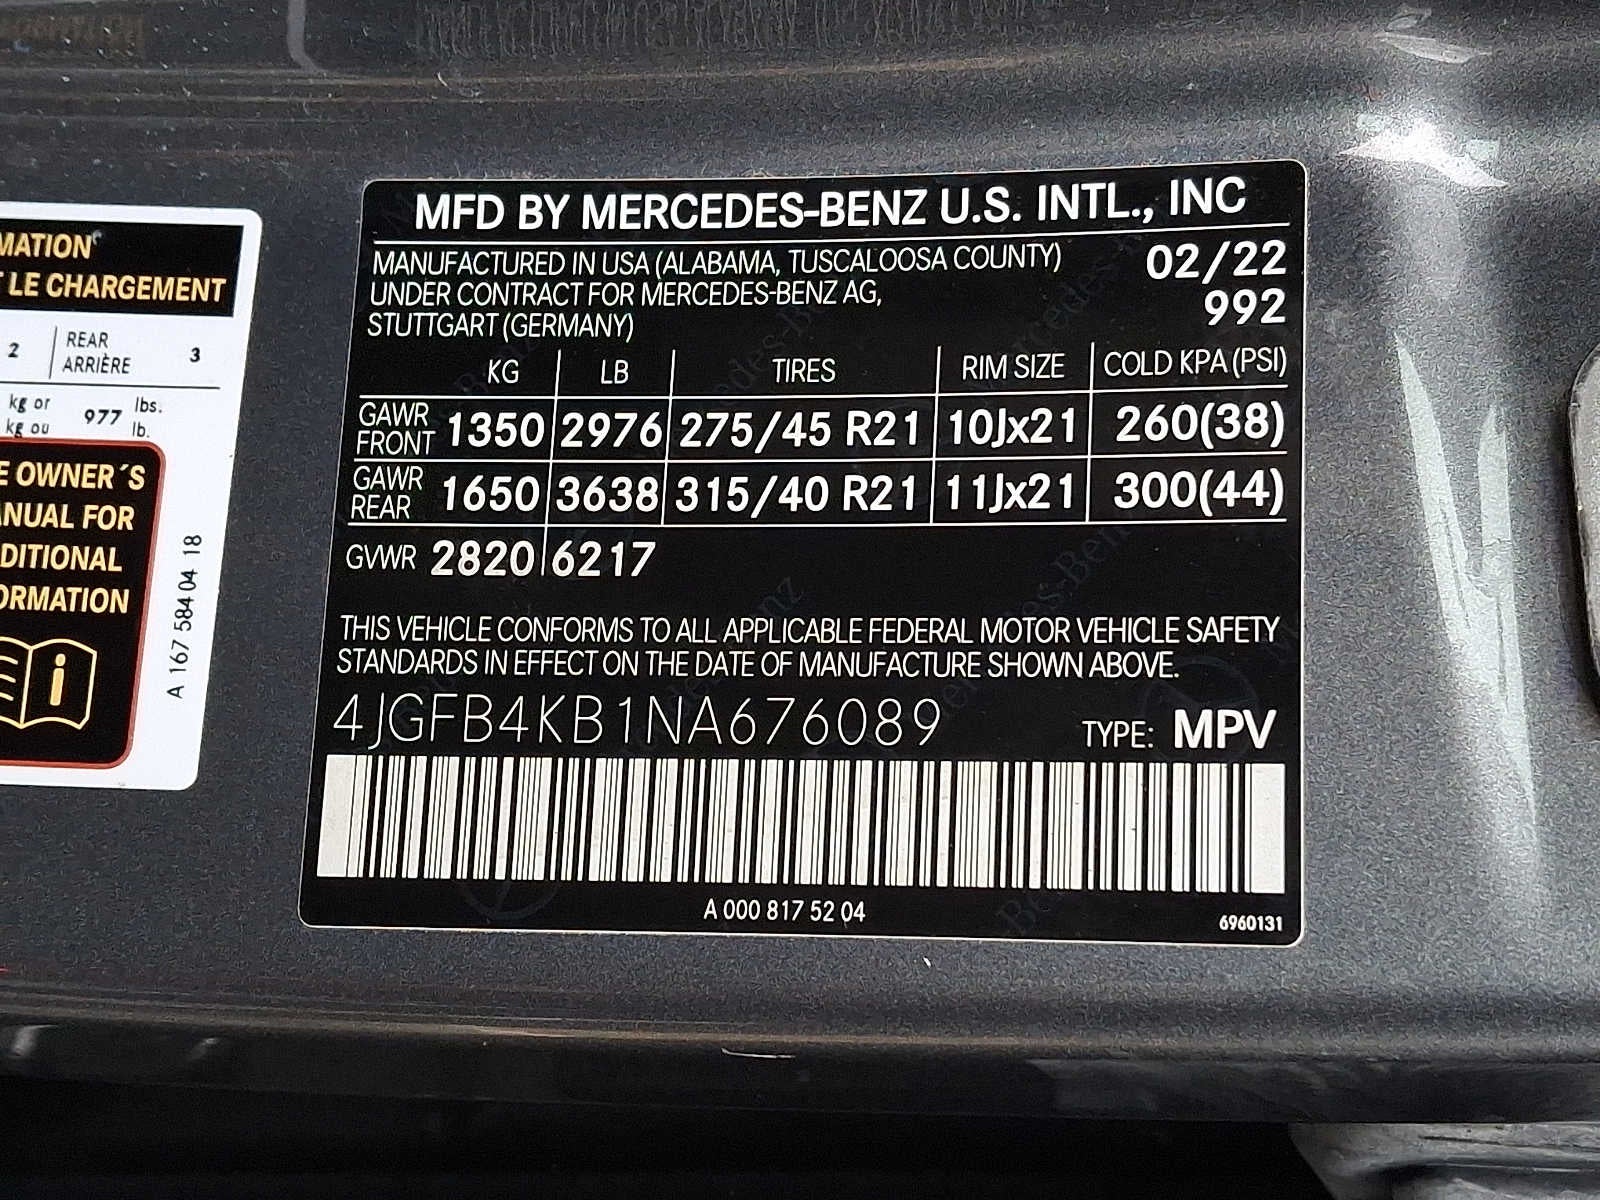 MATION
T LE CHARGEMENT
2 REAR ARRIÈRE 3
kg or kg ou 977 lbs. lb.
E OWNER´S
ANUAL FOR
DITIONAL
ORMATION
i
A 167 584 04 18
MFD BY MERCEDES-BENZ U.S. INTL., INC
MANUFACTURED IN USA (ALABAMA, TUSCALOOSA COUNTY) 02/22
UNDER CONTRACT FOR MERCEDES-BENZ AG, 992
STUTTGART (GERMANY)
KG LB TIRES RIM SIZE COLD KPA (PSI)
GAWR FRONT 1350 2976 275/45 R21 10Jx21 260(38)
GAWR REAR 1650 3638 315/40 R21 11Jx21 300(44)
GVWR 2820 6217
THIS VEHICLE CONFORMS TO ALL APPLICABLE FEDERAL MOTOR VEHICLE SAFETY
STANDARDS IN EFFECT ON THE DATE OF MANUFACTURE SHOWN ABOVE.
4JGFB4KB1NA676089 TYPE: MPV
A 000 817 52 04
6960131